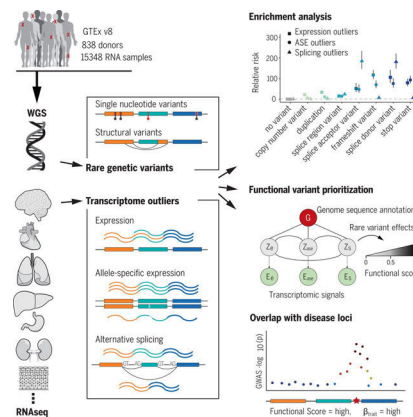 GTEx v8
838 donors
15348 RNA samples
WGS
Single nucleotide variants
Structural variants
Rare genetic variants
Transcriptome outliers
Expression
Allele-specific expression
Alternative splicing
RNAseq
Enrichment analysis
Expression outliers
ASE outliers
Splicing outliers
Relative risk
300
200
100
0
no variant
copy number variant
duplication
splice region variant
splice acceptor variant
frameshift variant
splice donor variant
stop variant
Functional variant prioritization
G
Genome sequence annotation
Rare variant effects
Functional score
0
0.5
Transcriptomic signals
Overlap with disease loci
GWAS -log 10 (p)
Functional Score = high,
β trait = high